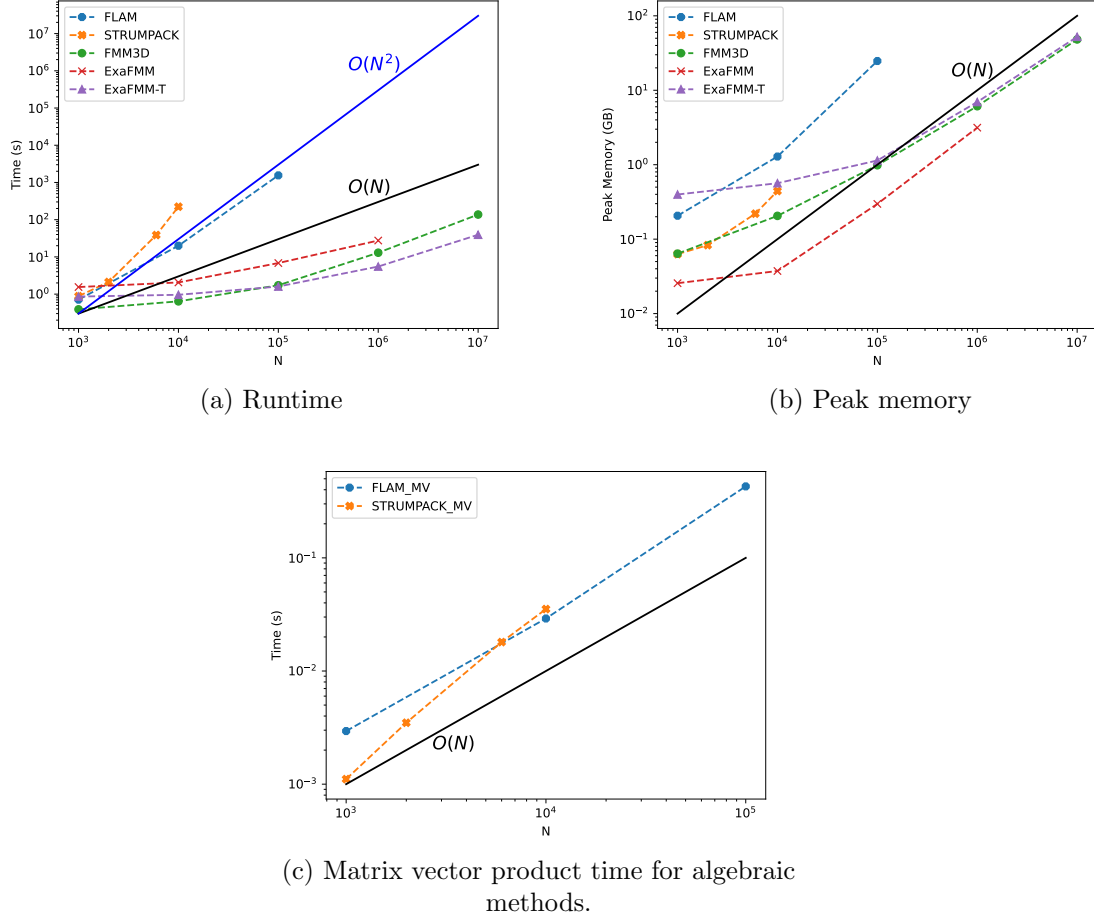 FLAM
STRUMPACK
FMM3D
ExaFMM
ExaFMM-T
O(N²)
O(N)
Time (s)
10⁷
10⁶
10⁵
10⁴
10³
10²
10¹
10⁰
10³ 10⁴ 10⁵ 10⁶ 10⁷
N
(a) Runtime
FLAM
STRUMPACK
FMM3D
ExaFMM
ExaFMM-T
O(N)
Peak Memory (GB)
10²
10¹
10⁰
10⁻¹
10⁻²
10³ 10⁴ 10⁵ 10⁶ 10⁷
N
(b) Peak memory
FLAM_MV
STRUMPACK_MV
O(N)
Time (s)
10⁻¹
10⁻²
10⁻³
10³ 10⁴ 10⁵
N
(c) Matrix vector product time for algebraic
methods.